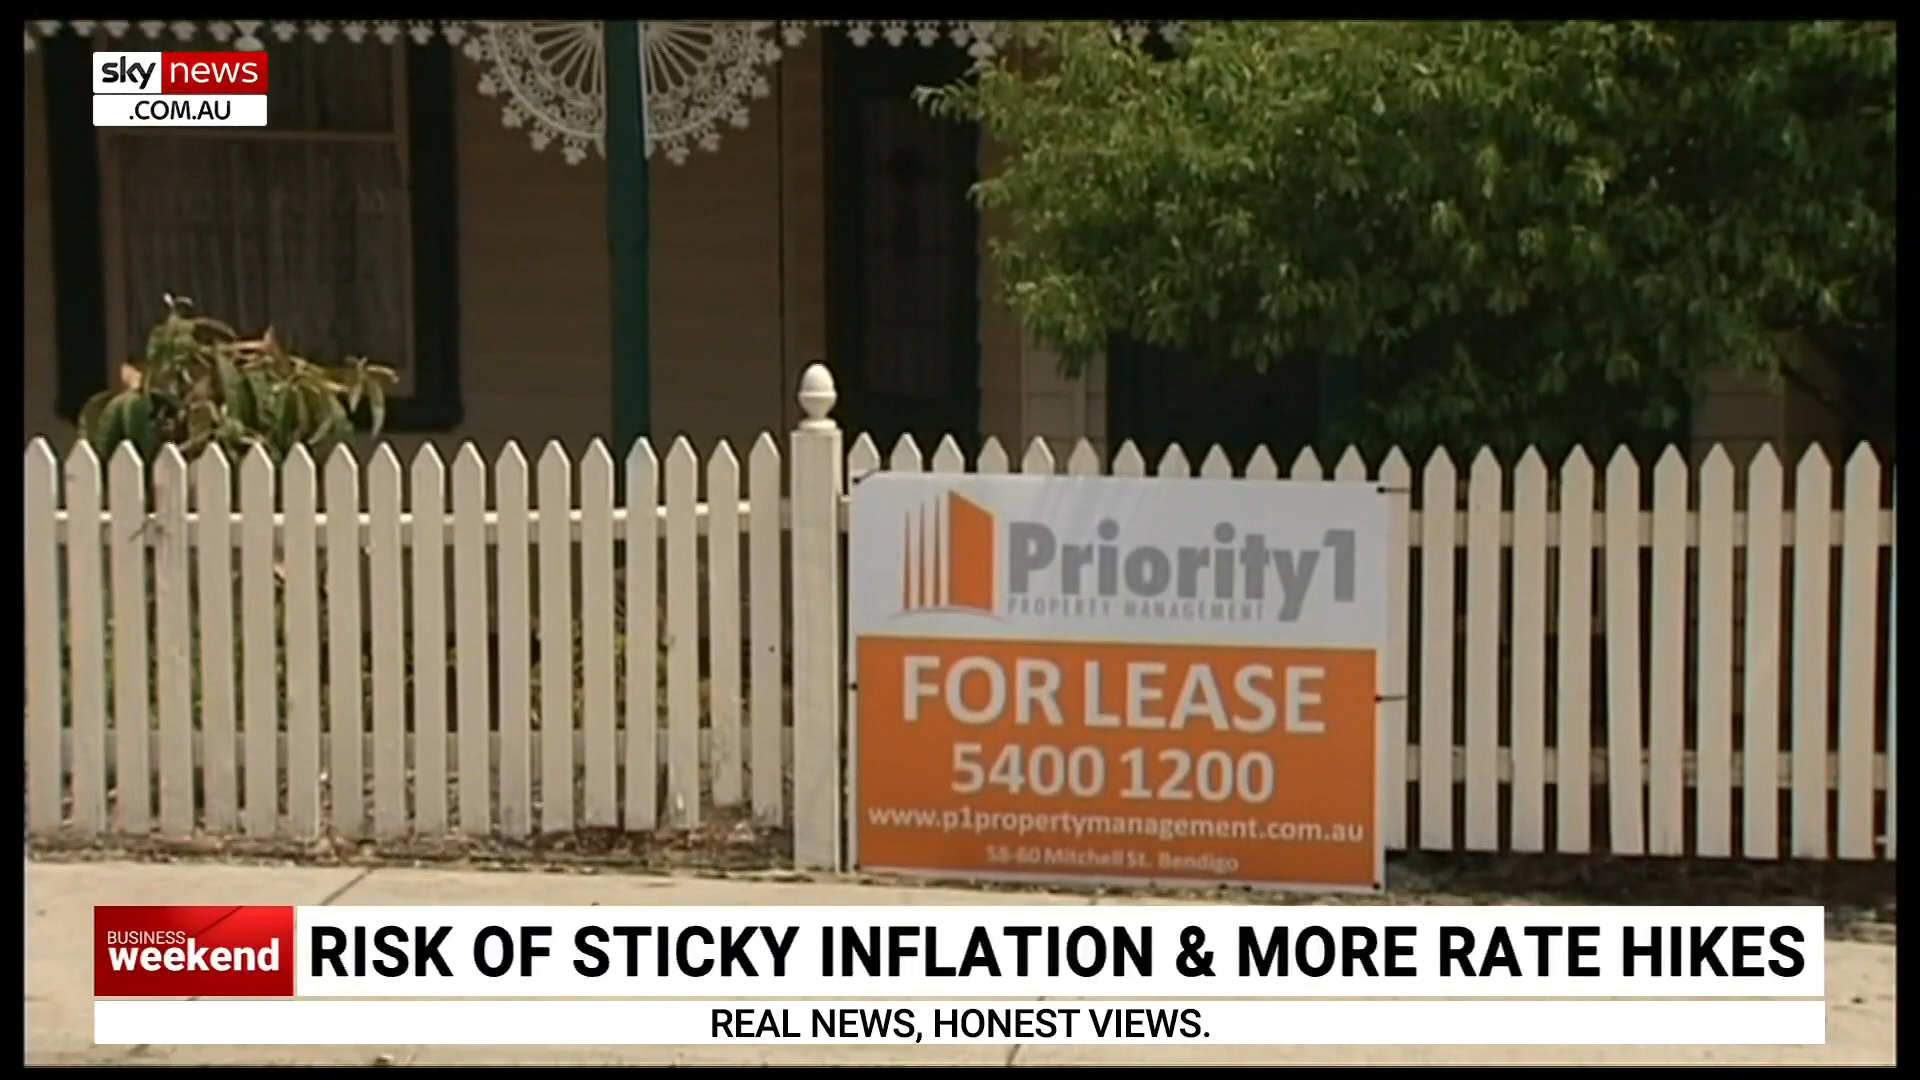 sky news
.COM.AU
Priority1
PROPERTY MANAGEMENT
FOR LEASE
5400 1200
www.p1propertymanagement.com.au
58-60 Mitchell St. Bendigo
BUSINESS
weekend
RISK OF STICKY INFLATION & MORE RATE HIKES
REAL NEWS, HONEST VIEWS.